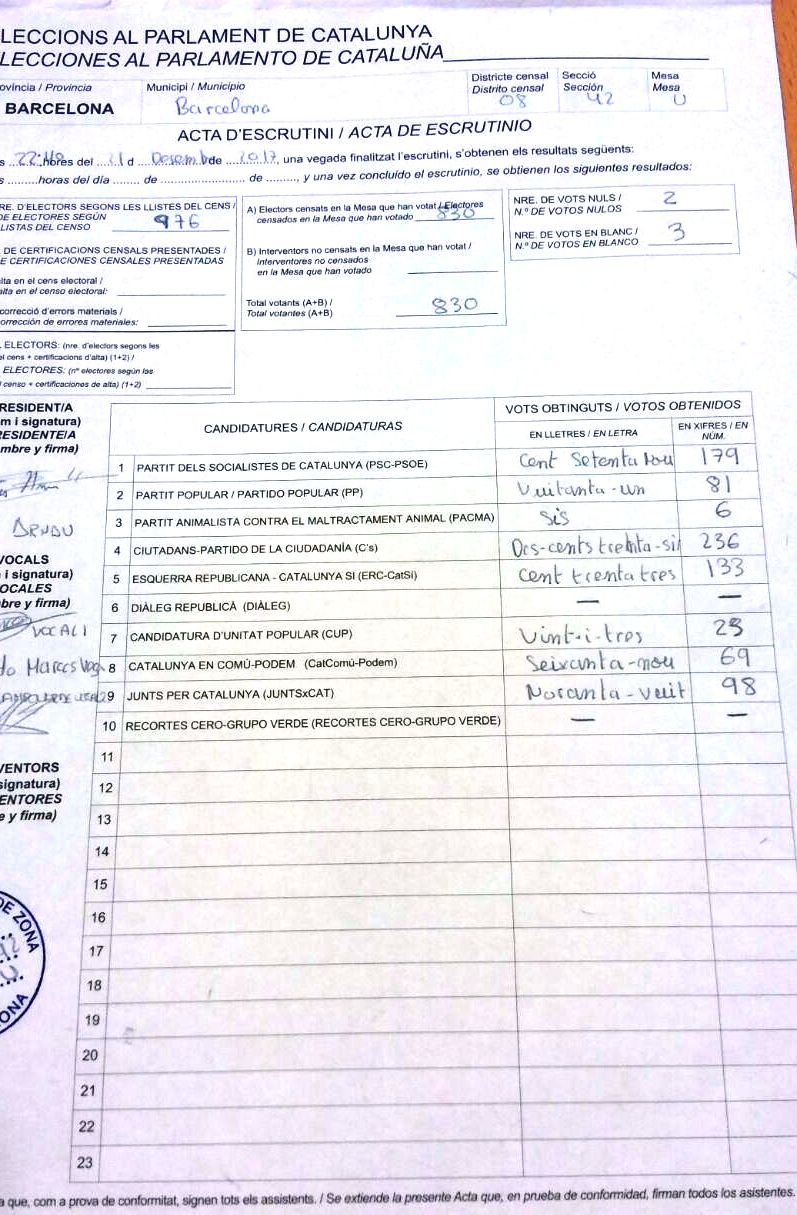 LECCIONS AL PARLAMENT DE CATALUNYA
LECCIONES AL PARLAMENTO DE CATALUÑA
ovíncia / Provincia
BARCELONA
Municipi / Municipio
Barcelona
Districte censal
Distrito censal
08
Secció
Sección
42
Mesa
Mesa
U
ACTA D'ESCRUTINI / ACTA DE ESCRUTINIO
s ...22:48...hores del ...21 d ...Desembre de ...2017, una vegada finalitzat l'escrutini, s'obtenen els resultats següents:
s .........horas del día ........ de ........................ de ........., y una vez concluido el escrutinio, se obtienen los siguientes resultados:
RE. D'ELECTORS SEGONS LES LLISTES DEL CENS /
DE ELECTORES SEGÚN
LISTAS DEL CENSO 976
DE CERTIFICACIONS CENSALS PRESENTADES /
E CERTIFICACIONES CENSALES PRESENTADAS
lta en el cens electoral /
alta en el censo electoral:
correcció d'errors materials /
orrección de errores materiales:
ELECTORS: (nre. d'electors segons les
el cens + certificacions d'alta) (1+2) /
ELECTORES: (nº electores según las
l censo + certificaciones de alta) (1+2)
A) Electors censats en la Mesa que han votat / Electores
censados en la Mesa que han votado 830
B) Interventors no censats en la Mesa que han votat /
Interventores no censados
en la Mesa que han votado
Total votants (A+B) /
Total votantes (A+B) 830
NRE. DE VOTS NULS /
N.º DE VOTOS NULOS 2
NRE. DE VOTS EN BLANC /
N.º DE VOTOS EN BLANCO 3
RESIDENT/A
m i signatura)
RESIDENTE/A
mbre y firma)
VOCALS
i signatura)
OCALES
bre y firma)
VOCAL 1
VENTORS
signatura)
ENTORES
e y firma)
DE ZONA
CANDIDATURES / CANDIDATURAS
VOTS OBTINGUTS / VOTOS OBTENIDOS
EN LLETRES / EN LETRA
EN XIFRES / EN
NÚM.
1 PARTIT DELS SOCIALISTES DE CATALUNYA (PSC-PSOE) Cent Setenta nou 179
2 PARTIT POPULAR / PARTIDO POPULAR (PP) Vuitanta-un 81
3 PARTIT ANIMALISTA CONTRA EL MALTRACTAMENT ANIMAL (PACMA) Sis 6
4 CIUTADANS-PARTIDO DE LA CIUDADANÍA (C's) Dos-cents trenta-sis 236
5 ESQUERRA REPUBLICANA - CATALUNYA SI (ERC-CatSí) Cent trenta tres 133
6 DIÀLEG REPUBLICÀ (DIÀLEG) — —
7 CANDIDATURA D'UNITAT POPULAR (CUP) Vint-i-tres 23
8 CATALUNYA EN COMÚ-PODEM (CatComú-Podem) Seixanta-nou 69
9 JUNTS PER CATALUNYA (JUNTSxCAT) Noranta-vuit 98
10 RECORTES CERO-GRUPO VERDE (RECORTES CERO-GRUPO VERDE) — —
11
12
13
14
15
16
17
18
19
20
21
22
23
a que, com a prova de conformitat, signen tots els assistents. / Se extiende la presente Acta que, en prueba de conformidad, firman todos los asistentes.